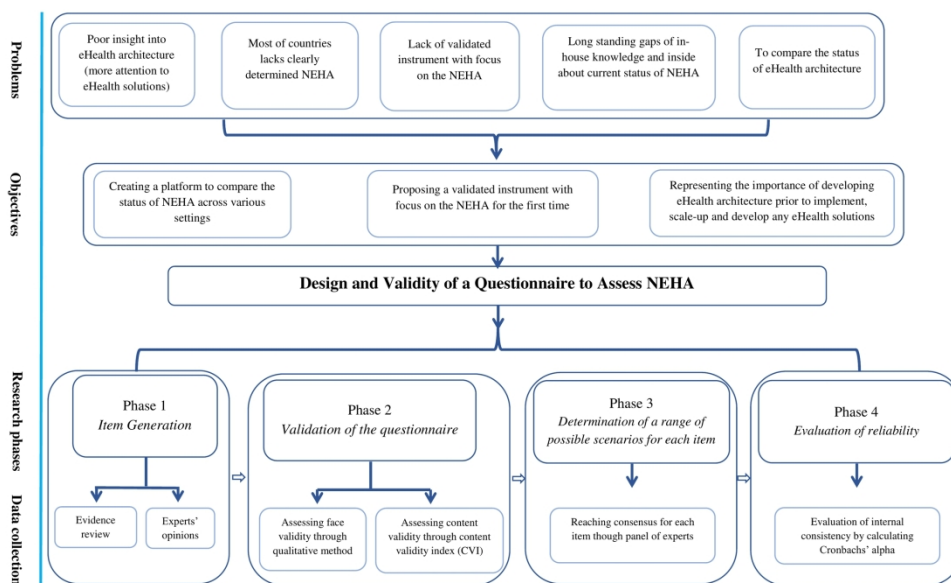 Problems
Poor insight into
eHealth architecture
(more attention to
eHealth solutions)
Most of countries
lacks clearly
determined NEHA
Lack of validated
instrument with focus
on the NEHA
Long standing gaps of in-
house knowledge and inside
about current status of NEHA
To compare the status
of eHealth architecture
Objectives
Creating a platform to compare the
status of NEHA across various
settings
Proposing a validated instrument with
focus on the NEHA for the first time
Representing the importance of developing
eHealth architecture prior to implement,
scale-up and develop any eHealth solutions
Design and Validity of a Questionnaire to Assess NEHA
Research phases
Phase 1
Item Generation
Phase 2
Validation of the questionnaire
Phase 3
Determination of a range of
possible scenarios for each item
Phase 4
Evaluation of reliability
Data collection
Evidence
review
Experts'
opinions
Assessing face
validity through
qualitative method
Assessing content
validity through content
validity index (CVI)
Reaching consensus for each
item though panel of experts
Evaluation of internal
consistency by calculating
Cronbachs' alpha